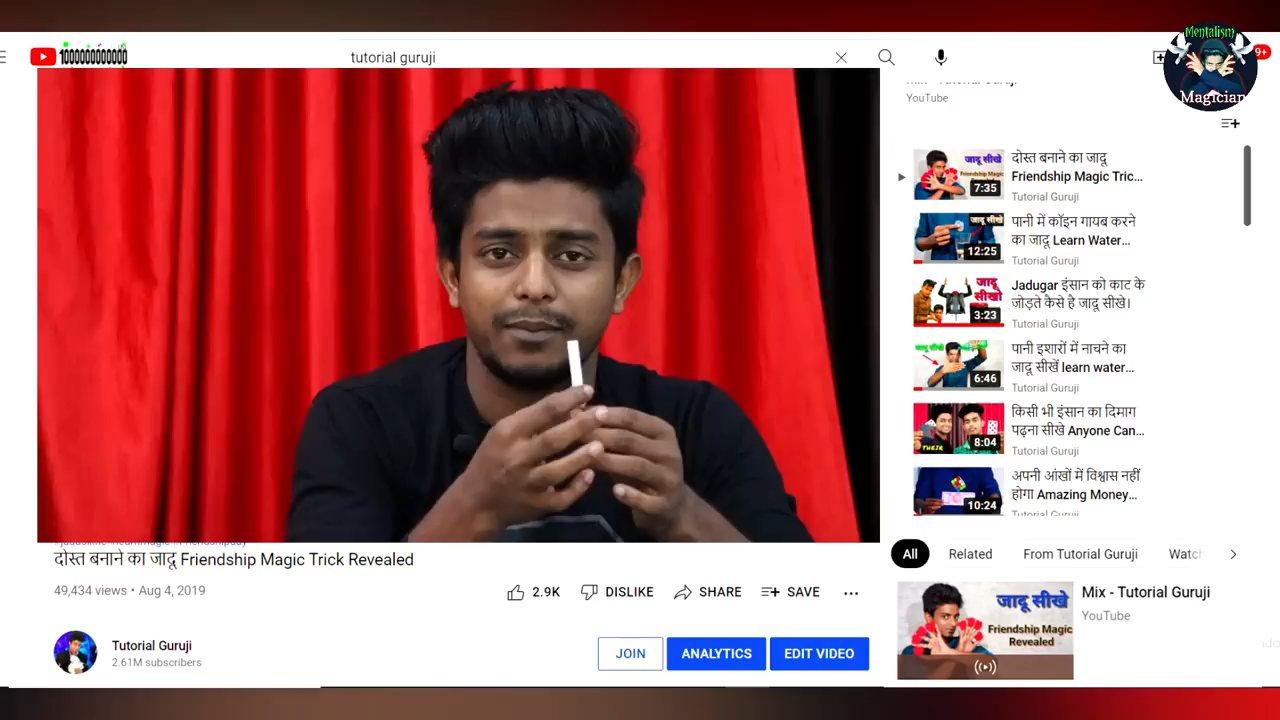 1000000000000
tutorial guruji
Mentalism
Magician
9+
YouTube
दोस्त बनाने का जादू
Friendship Magic Tric...
Tutorial Guruji
7:35
जादू सीखे
पानी में कॉइन गायब करने
का जादू Learn Water...
Tutorial Guruji
12:25
जादू सीखे
Jadugar इंसान को काट के
जोड़ते कैसे है जादू सीखे।
Tutorial Guruji
3:23
जादू
सीखो
पानी इशारों में नाचने का
जादू सीखें learn water...
Tutorial Guruji
6:46
किसी भी इंसान का दिमाग
पढ़ना सीखे Anyone Can...
Tutorial Guruji
8:04
अपनी आंखों में विश्वास नहीं
होगा Amazing Money...
Tutorial Guruji
10:24
दोस्त बनाने का जादू Friendship Magic Trick Revealed
49,434 views • Aug 4, 2019
2.9K DISLIKE SHARE SAVE
Tutorial Guruji
2.61M subscribers
JOIN ANALYTICS EDIT VIDEO
All Related From Tutorial Guruji
जादू सीखे
Friendship Magic
Revealed
Mix - Tutorial Guruji
YouTube